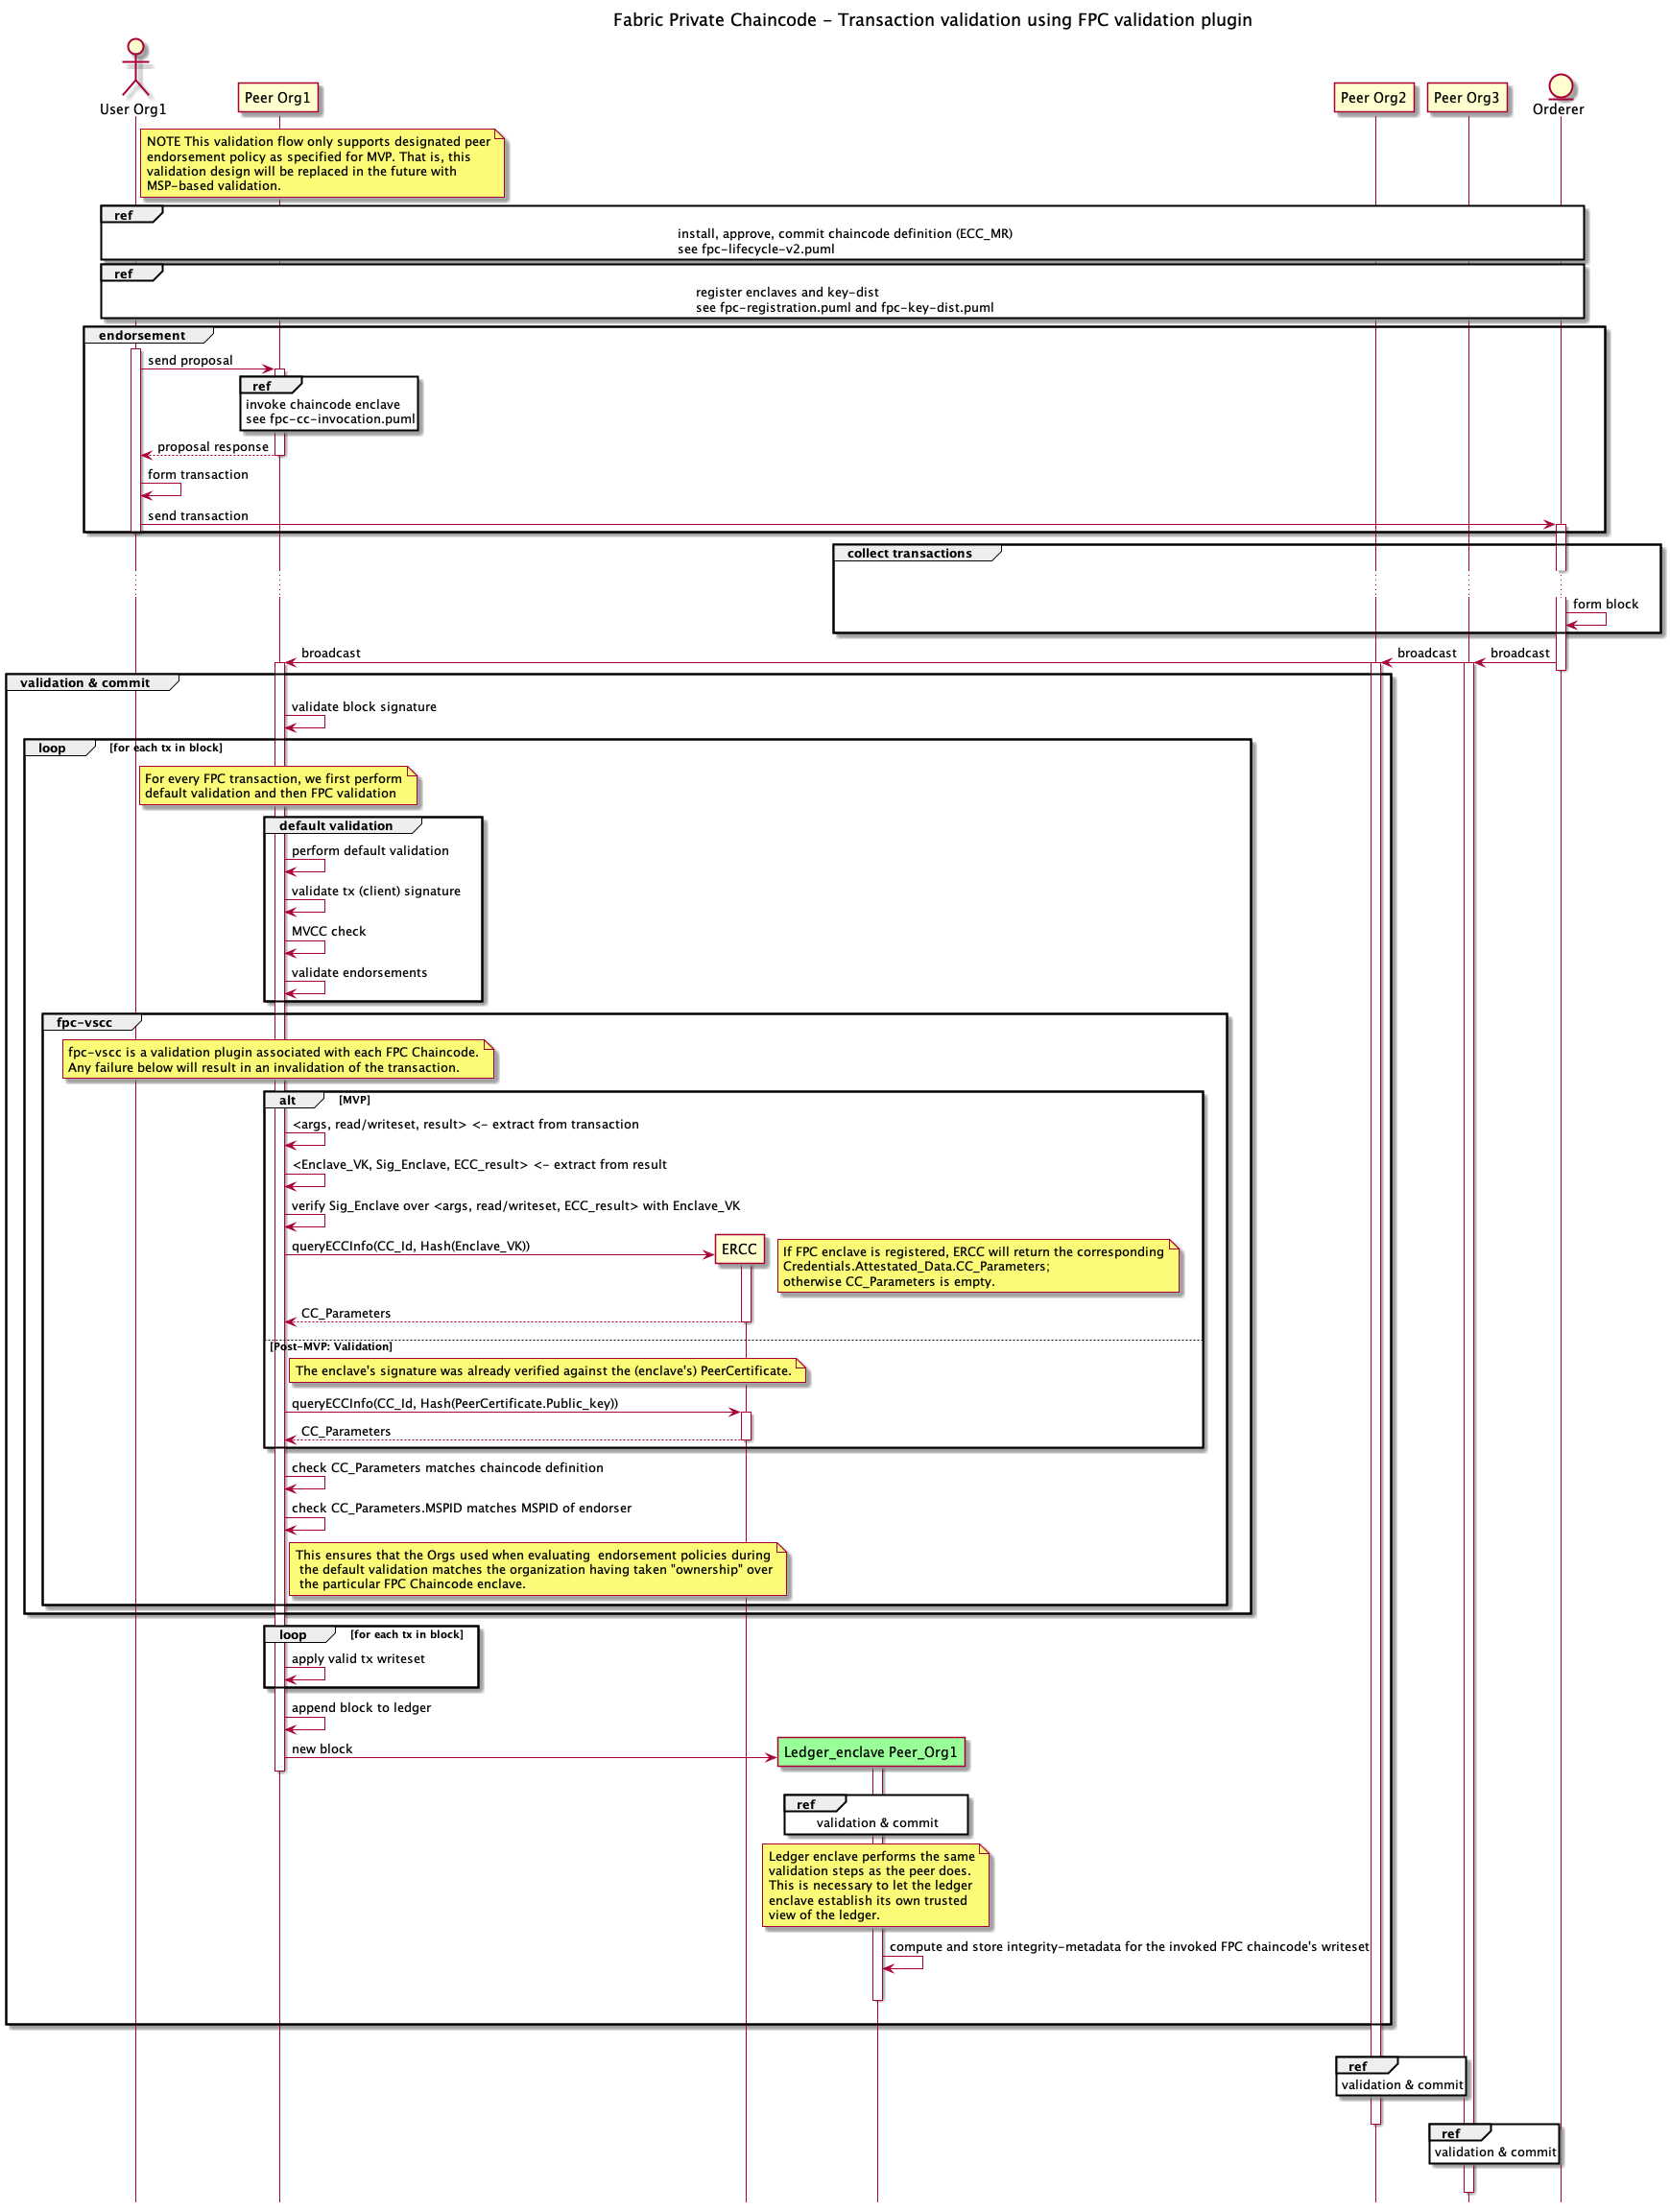 Fabric Private Chaincode - Transaction validation using FPC validation plugin
User Org1
Peer Org1
Peer Org2
Peer Org3
Orderer
NOTE This validation flow only supports designated peer
endorsement policy as specified for MVP. That is, this
validation design will be replaced in the future with
MSP-based validation.
ref
install, approve, commit chaincode definition (ECC_MR)
see fpc-lifecycle-v2.puml
ref
register enclaves and key-dist
see fpc-registration.puml and fpc-key-dist.puml
endorsement
send proposal
ref
invoke chaincode enclave
see fpc-cc-invocation.puml
proposal response
form transaction
send transaction
collect transactions
form block
broadcast
broadcast
broadcast
validation & commit
validate block signature
loop [for each tx in block]
For every FPC transaction, we first perform
default validation and then FPC validation
default validation
perform default validation
validate tx (client) signature
MVCC check
validate endorsements
fpc-vscc
fpc-vscc is a validation plugin associated with each FPC Chaincode.
Any failure below will result in an invalidation of the transaction.
alt [MVP]
<args, read/writeset, result> <- extract from transaction
<Enclave_VK, Sig_Enclave, ECC_result> <- extract from result
verify Sig_Enclave over <args, read/writeset, ECC_result> with Enclave_VK
queryECCInfo(CC_Id, Hash(Enclave_VK))
ERCC
If FPC enclave is registered, ERCC will return the corresponding
Credentials.Attestated_Data.CC_Parameters;
otherwise CC_Parameters is empty.
CC_Parameters
[Post-MVP: Validation]
The enclave's signature was already verified against the (enclave's) PeerCertificate.
queryECCInfo(CC_Id, Hash(PeerCertificate.Public_key))
CC_Parameters
check CC_Parameters matches chaincode definition
check CC_Parameters.MSPID matches MSPID of endorser
This ensures that the Orgs used when evaluating  endorsement policies during
the default validation matches the organization having taken "ownership" over
the particular FPC Chaincode enclave.
loop [for each tx in block]
apply valid tx writeset
append block to ledger
new block
Ledger_enclave Peer_Org1
ref
validation & commit
Ledger enclave performs the same
validation steps as the peer does.
This is necessary to let the ledger
enclave establish its own trusted
view of the ledger.
compute and store integrity-metadata for the invoked FPC chaincode's writeset
ref
validation & commit
ref
validation & commit